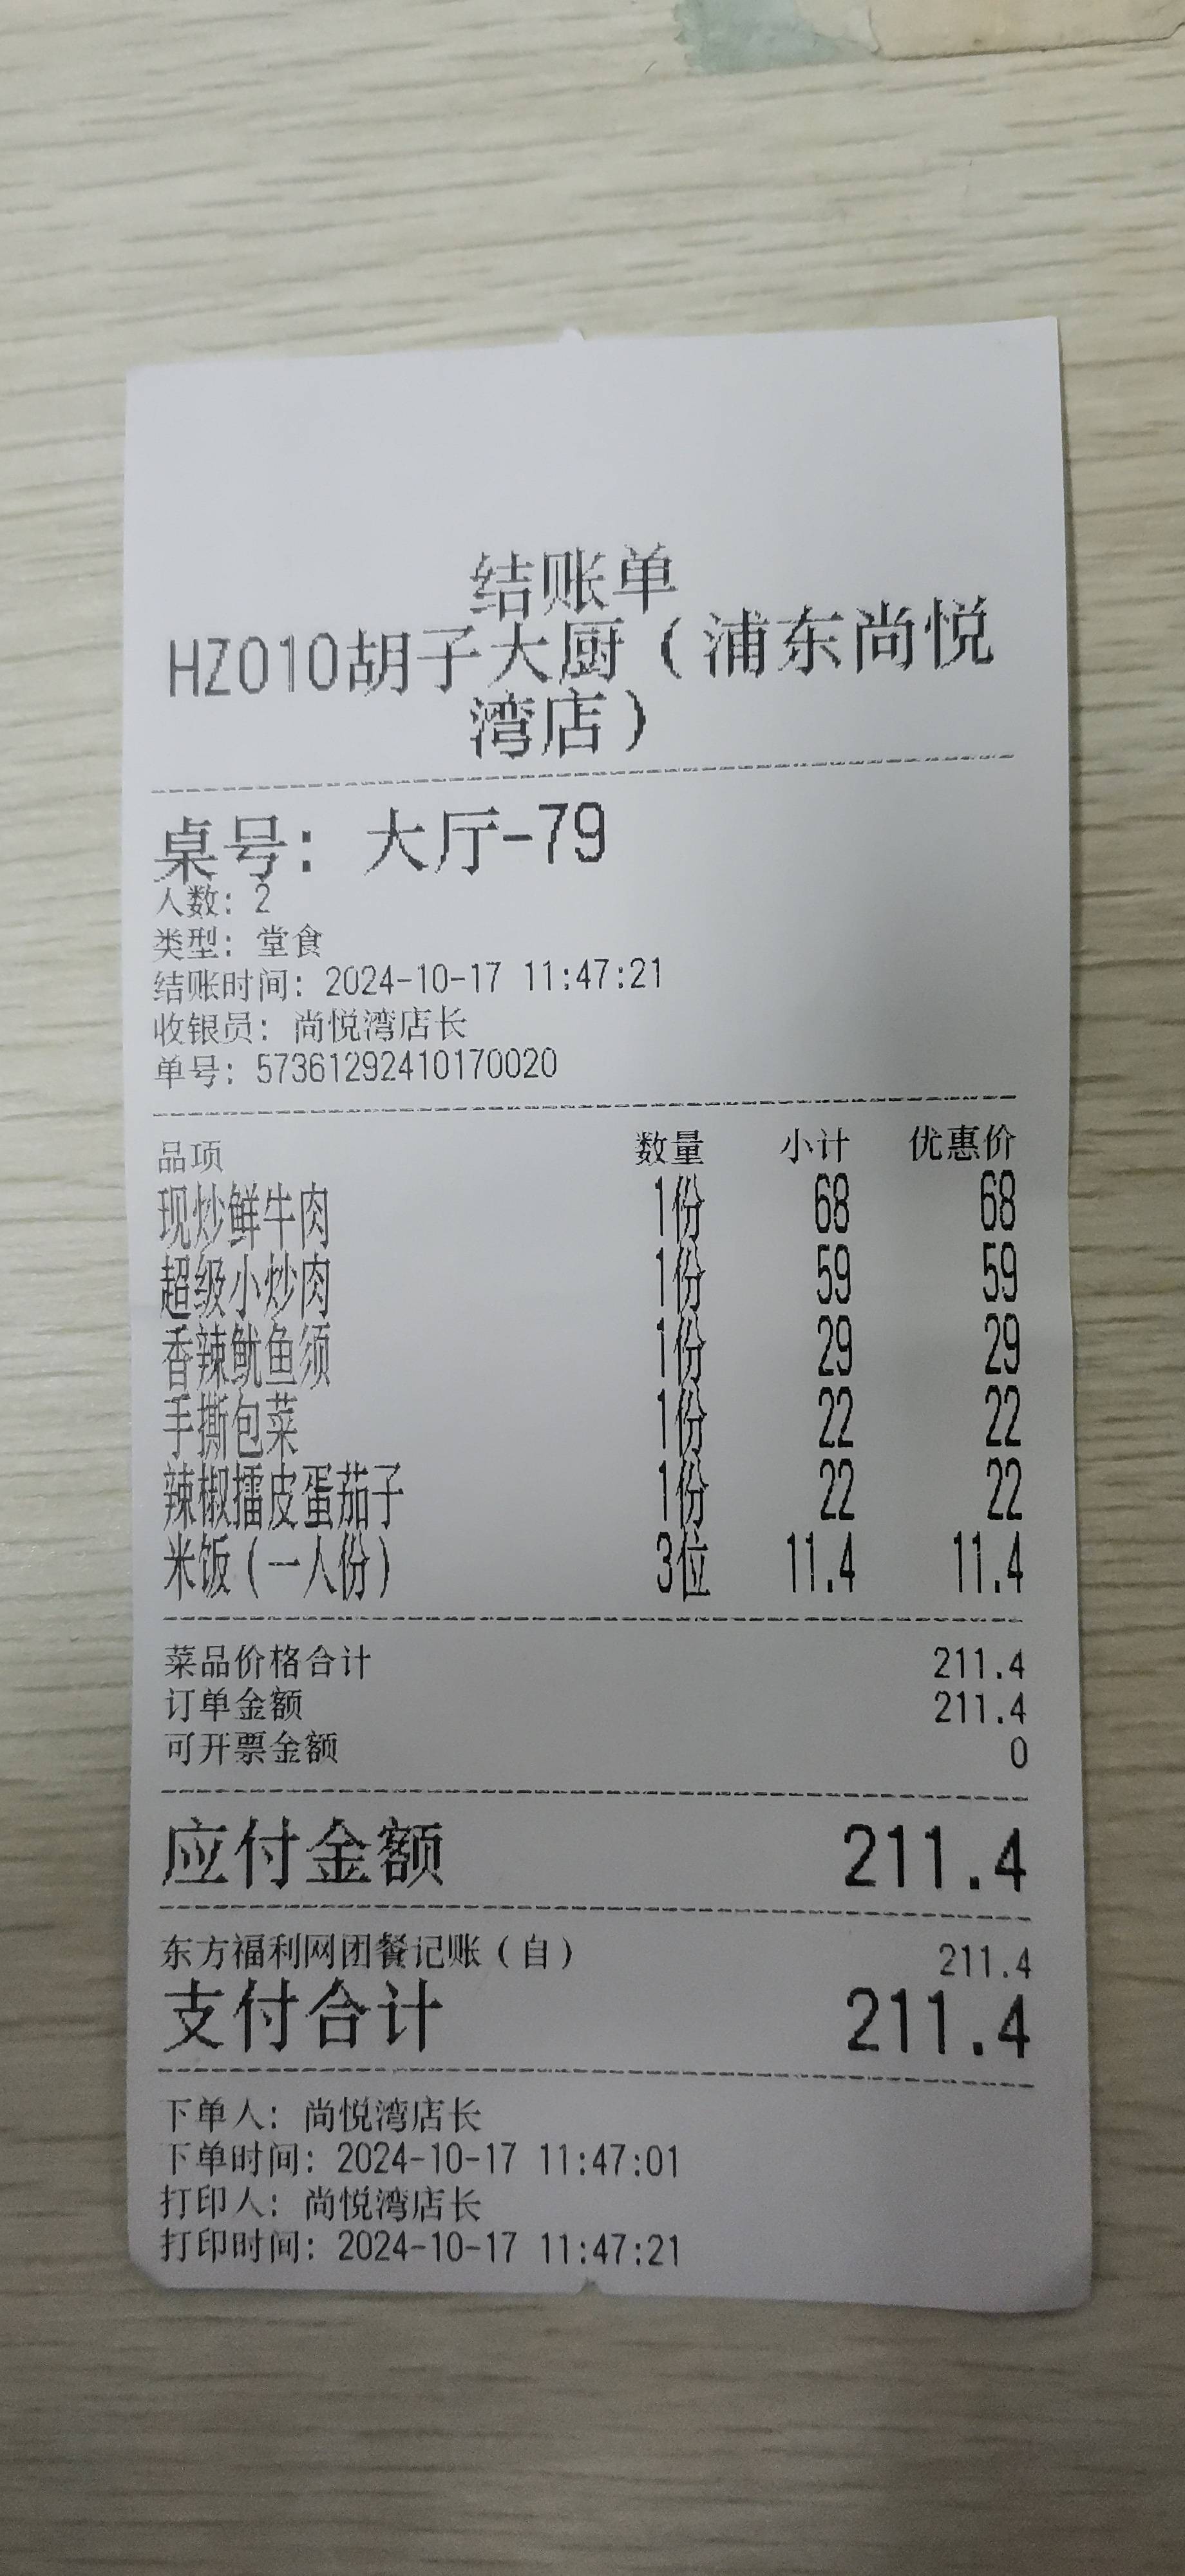 结账单
HZ010胡子大厨（浦东尚悦
湾店）
桌号：大厅-79
人数：2
类型：堂食
结账时间：2024-10-17 11:47:21
收银员：尚悦湾店长
单号：57361292410170020
品项 数量 小计 优惠价
现炒鲜牛肉 1份 68 68
超级小炒肉 1份 59 59
香辣鱿鱼须 1份 29 29
手撕包菜 1份 22 22
辣椒擂皮蛋茄子 1份 22 22
米饭（一人份） 3位 11.4 11.4
菜品价格合计 211.4
订单金额 211.4
可开票金额 0
应付金额 211.4
东方福利网团餐记账（自） 211.4
支付合计 211.4
下单人：尚悦湾店长
下单时间：2024-10-17 11:47:01
打印人：尚悦湾店长
打印时间：2024-10-17 11:47:21